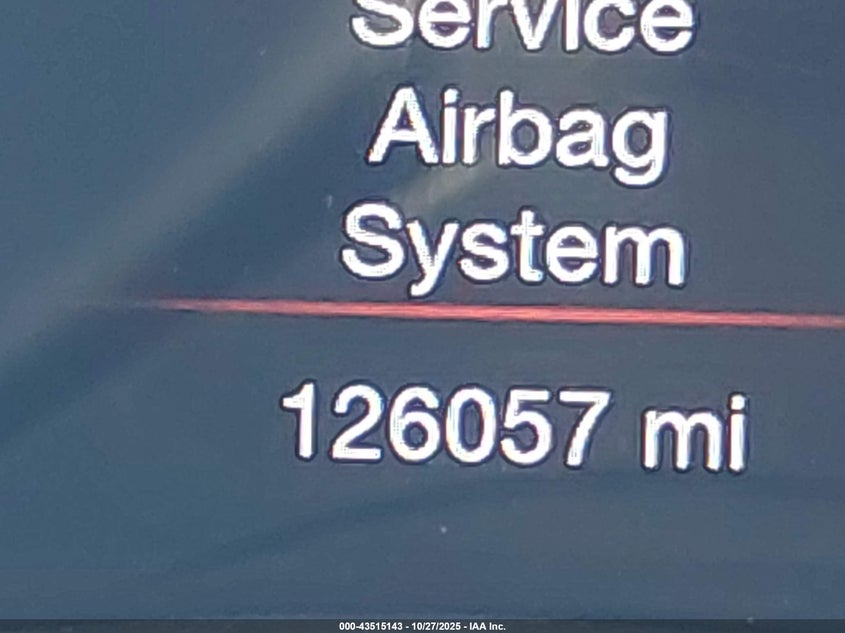 Service
Airbag
System
126057 mi
000-43515143 - 10/27/2025 - IAA Inc.